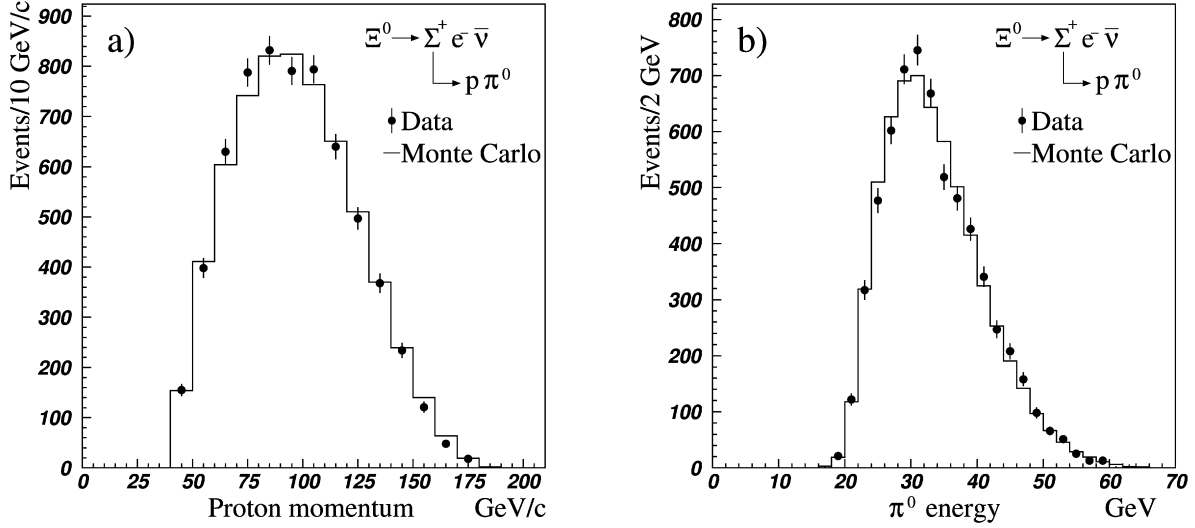 a)
Ξ⁰ → Σ⁺ e⁻ ν̄
→ p π⁰
Data
Monte Carlo
Events/10 GeV/c
900
800
700
600
500
400
300
200
100
0
0 25 50 75 100 125 150 175 200
Proton momentum GeV/c
b)
Ξ⁰ → Σ⁺ e⁻ ν̄
→ p π⁰
Data
Monte Carlo
Events/2 GeV
800
700
600
500
400
300
200
100
0
0 10 20 30 40 50 60 70
π⁰ energy GeV